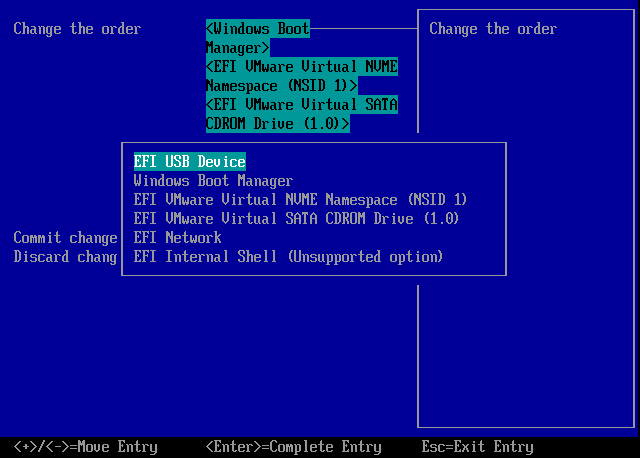 Change the order
<Windows Boot
Manager>
<EFI VMware Virtual NVME
Namespace (NSID 1)>
<EFI VMware Virtual SATA
CDROM Drive (1.0)>
Change the order
EFI USB Device
Windows Boot Manager
EFI VMware Virtual NVME Namespace (NSID 1)
EFI VMware Virtual SATA CDROM Drive (1.0)
EFI Network
EFI Internal Shell (Unsupported option)
Commit change
Discard chang
<+>/<->=Move Entry
<Enter>=Complete Entry
Esc=Exit Entry